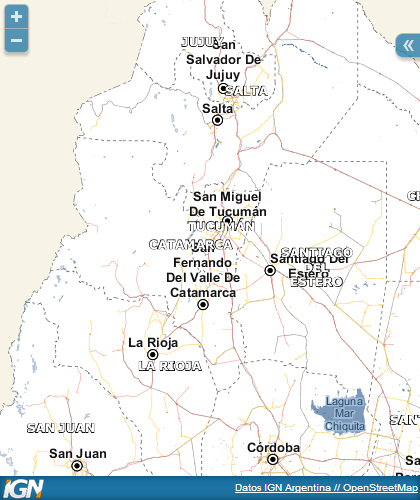 +
−
«
JUJUY
San
Salvador De
Jujuy
SALTA
Salta
San Miguel
De Tucumán
TUCUMÁN
CATAMARCA
San
Fernando
Del Valle De
Catamarca
SANTIAGO
DEL
ESTERO
Santiago Del
Estero
La Rioja
LA RIOJA
Laguna
Mar
Chiquita
SAN JUAN
San Juan
Córdoba
IGN
Datos IGN Argentina // OpenStreetMap